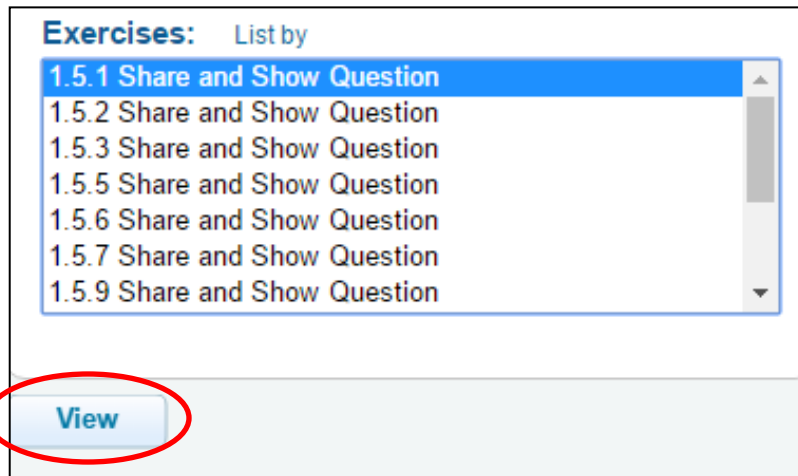 Exercises: List by
1.5.1 Share and Show Question
1.5.2 Share and Show Question
1.5.3 Share and Show Question
1.5.5 Share and Show Question
1.5.6 Share and Show Question
1.5.7 Share and Show Question
1.5.9 Share and Show Question
View